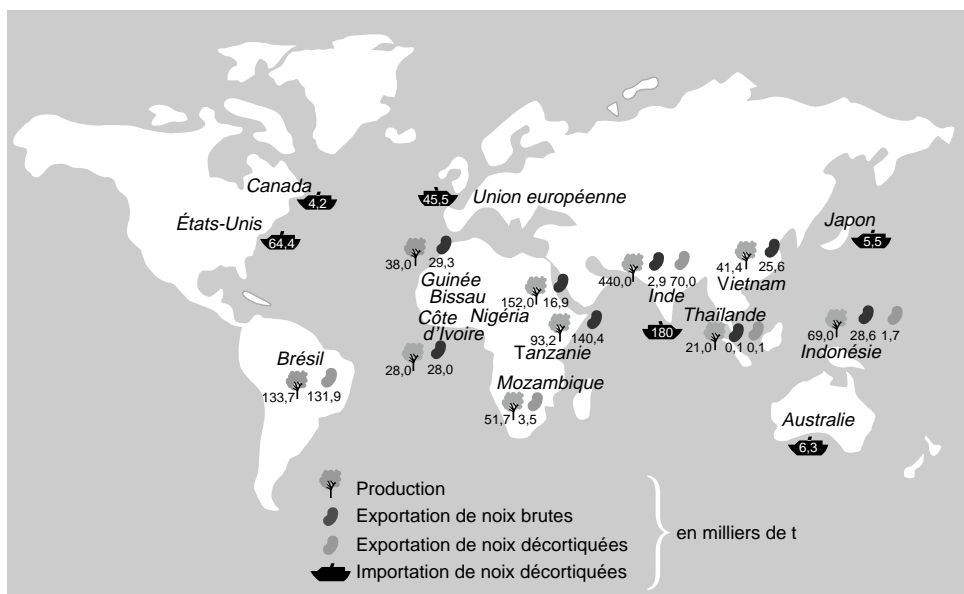 Canada
4,2
États-Unis
64,4
45,5
Union européenne
Japon
5,5
38,0 29,3
Guinée
Bissau
152,0 16,9
Nigéria
Côte
d'Ivoire
28,0 28,0
93,2 140,4
Tanzanie
440,0 2,9 70,0
Inde
180
41,4 25,6
Vietnam
Thaïlande
21,0 0,1 0,1
69,0 28,6 1,7
Indonésie
Brésil
133,7 131,9
Mozambique
51,7 3,5
Australie
6,3
Production
Exportation de noix brutes
Exportation de noix décortiquées
Importation de noix décortiquées
en milliers de t